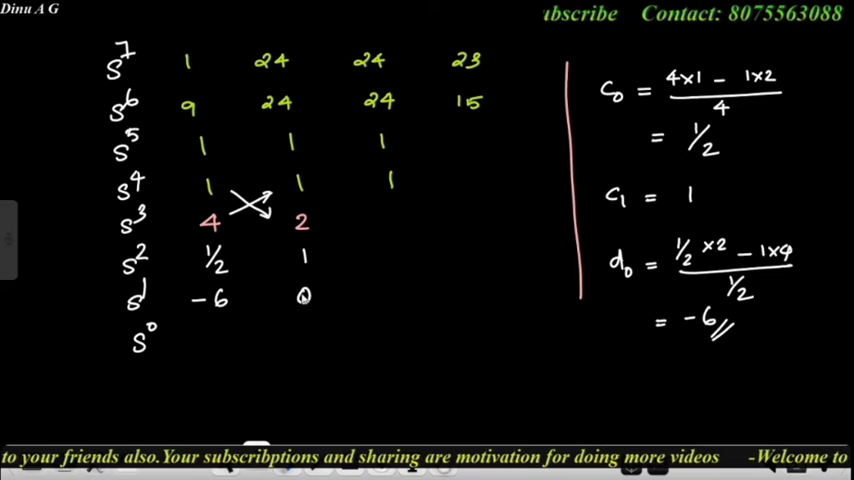 Dinu A G
ubscribe Contact: 8075563088
S⁷ 1 24 24 23
S⁶ 9 24 24 15
S⁵ 1 1 1
S⁴ 1 1 1
S³ 4 2
S² ½ 1
S¹ -6 0
S⁰
C₀ = (4×1 - 1×2) / 4
= ½
C₁ = 1
d₀ = (½ ×2 - 1×4) / ½
= -6//
to your friends also.Your subscribptions and sharing are motivation for doing more videos -Welcome to